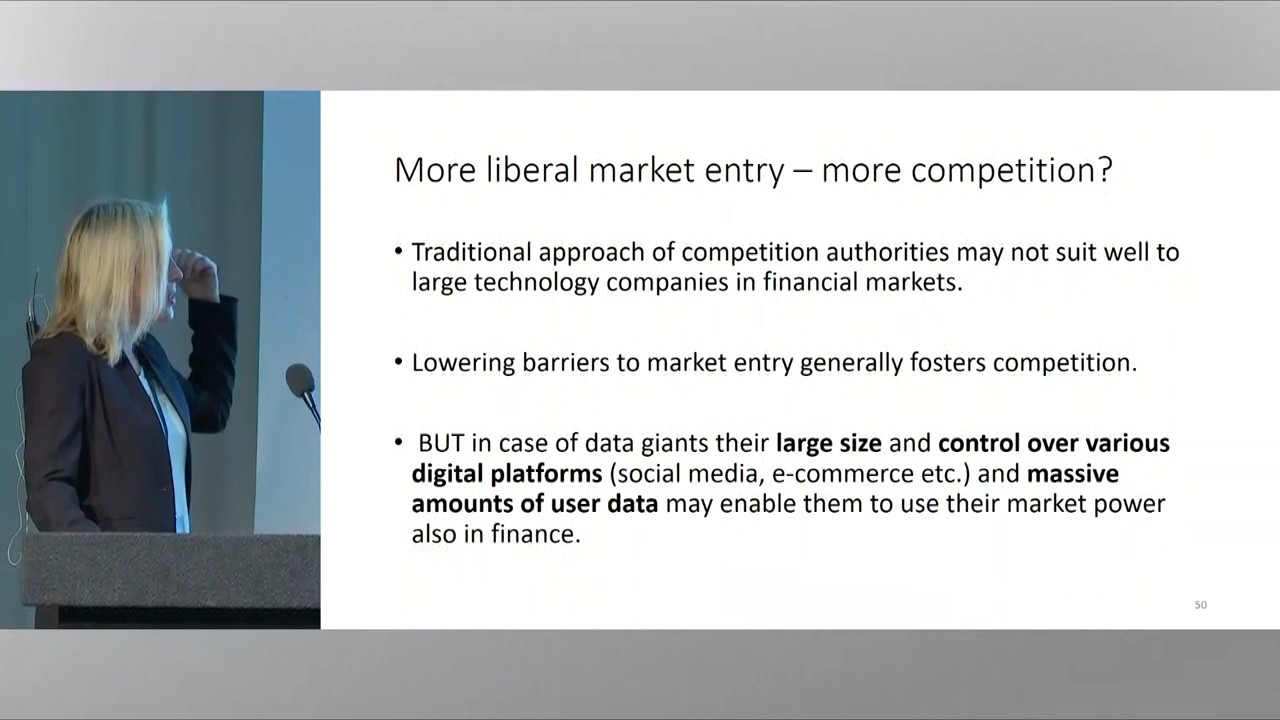 More liberal market entry – more competition?
• Traditional approach of competition authorities may not suit well to
large technology companies in financial markets.
• Lowering barriers to market entry generally fosters competition.
• BUT in case of data giants their large size and control over various
digital platforms (social media, e-commerce etc.) and massive
amounts of user data may enable them to use their market power
also in finance.
50